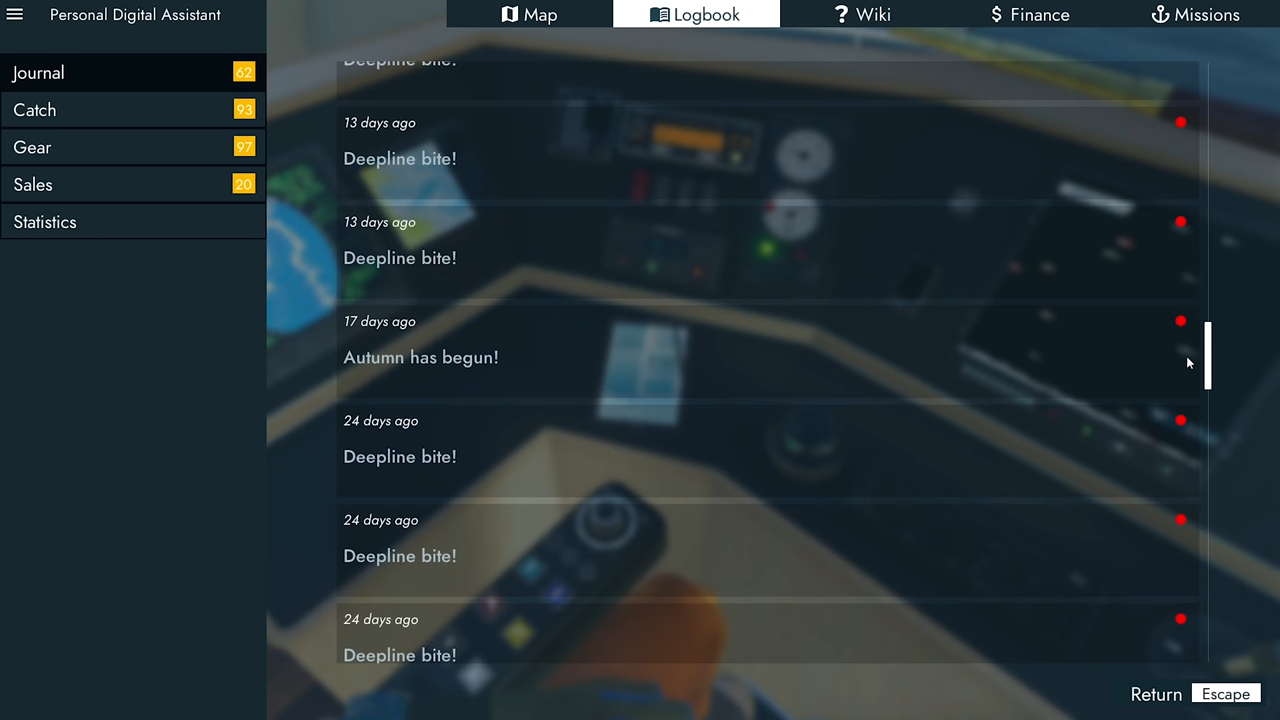 Personal Digital Assistant
Map
Logbook
? Wiki
$ Finance
Missions
Journal 62
Catch 93
Gear 97
Sales 20
Statistics
Deepline bite!
13 days ago
Deepline bite!
13 days ago
Deepline bite!
17 days ago
Autumn has begun!
24 days ago
Deepline bite!
24 days ago
Deepline bite!
24 days ago
Deepline bite!
Return Escape